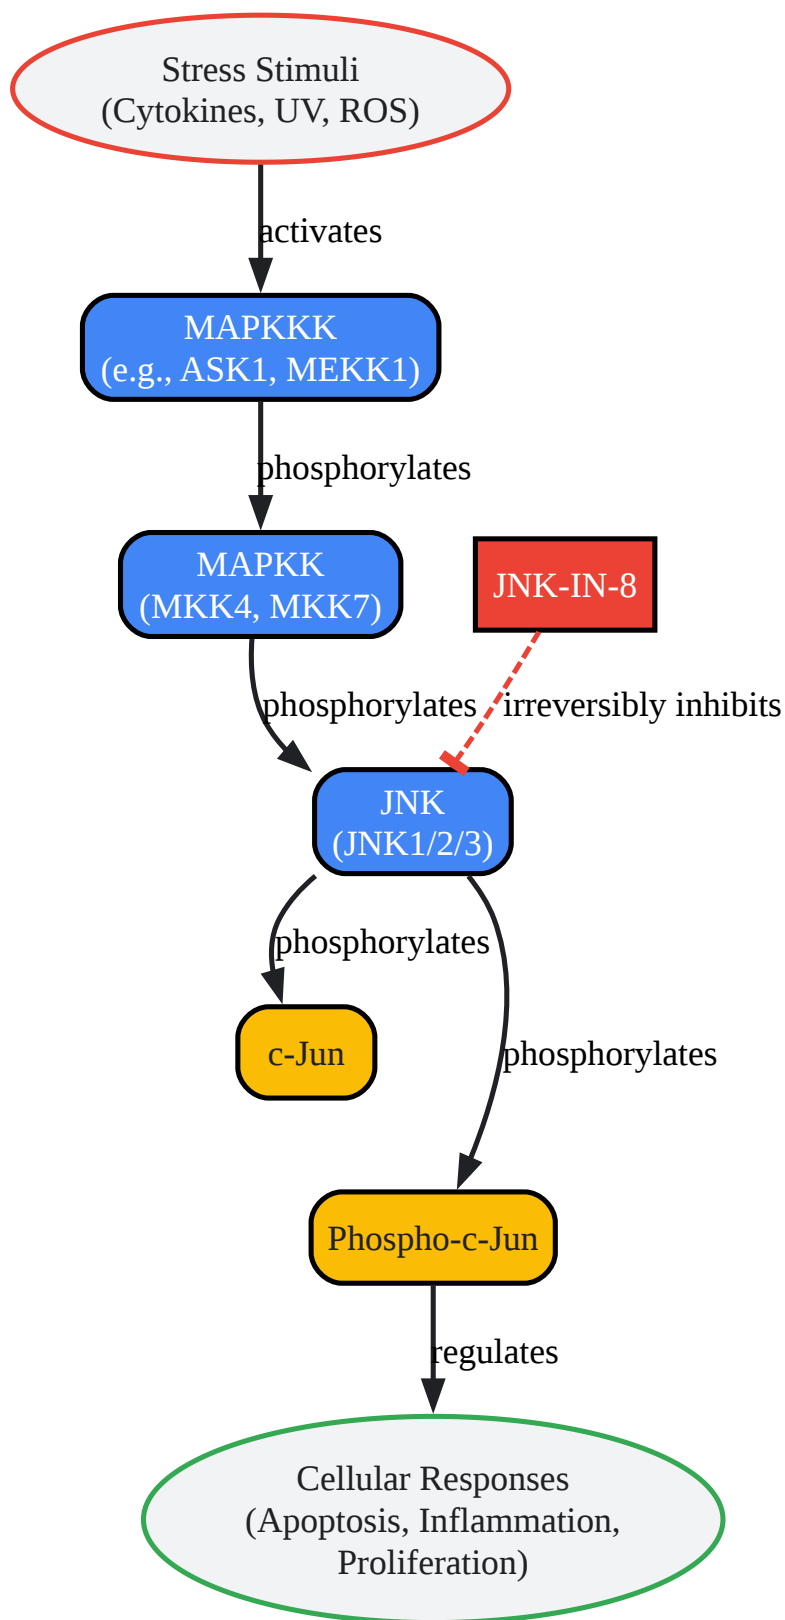 Stress Stimuli
(Cytokines, UV, ROS)
activates
MAPKKK
(e.g., ASK1, MEKK1)
phosphorylates
MAPKK
(MKK4, MKK7)
JNK-IN-8
phosphorylates
irreversibly inhibits
JNK
(JNK1/2/3)
phosphorylates
c-Jun
phosphorylates
Phospho-c-Jun
regulates
Cellular Responses
(Apoptosis, Inflammation,
Proliferation)